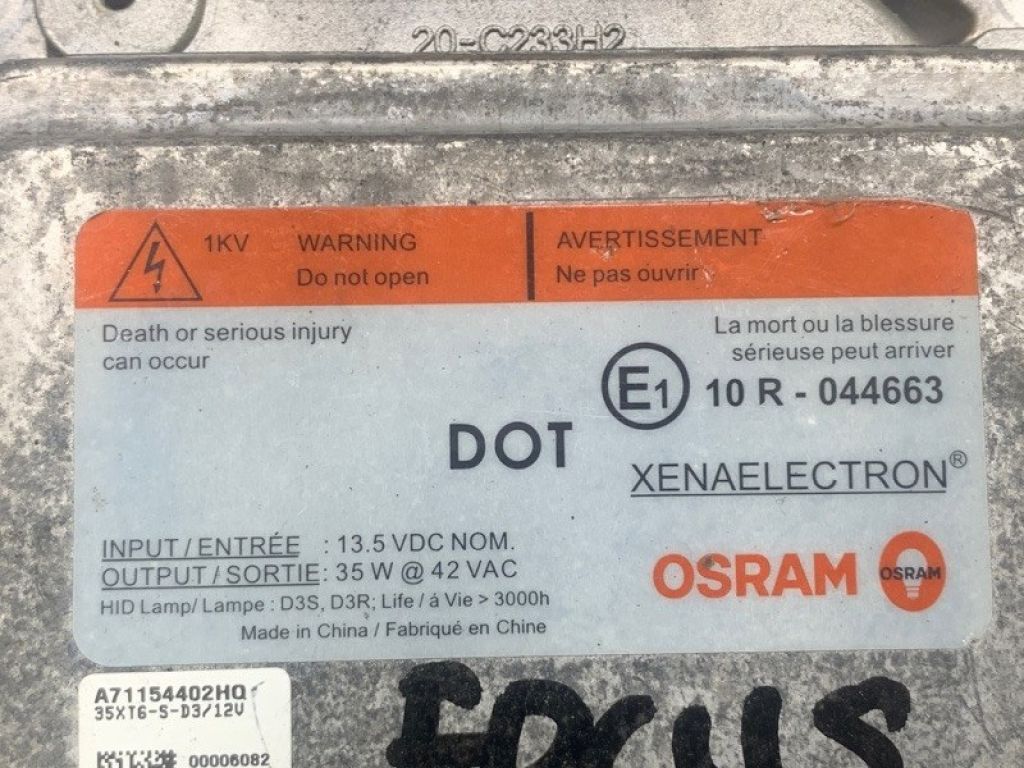 20-C233H2
1KV WARNING AVERTISSEMENT
Do not open Ne pas ouvrir
Death or serious injury
can occur
La mort ou la blessure
sérieuse peut arriver
E1 10 R - 044663
DOT
XENAELECTRON®
INPUT / ENTRÉE : 13.5 VDC NOM.
OUTPUT / SORTIE : 35 W @ 42 VAC
HID Lamp/ Lampe : D3S, D3R; Life / á Vie > 3000h
Made in China / Fabriqué en Chine
OSRAM OSRAM
A71154402HQ
35XT6-S-D3/12V
00006082
FOCUS